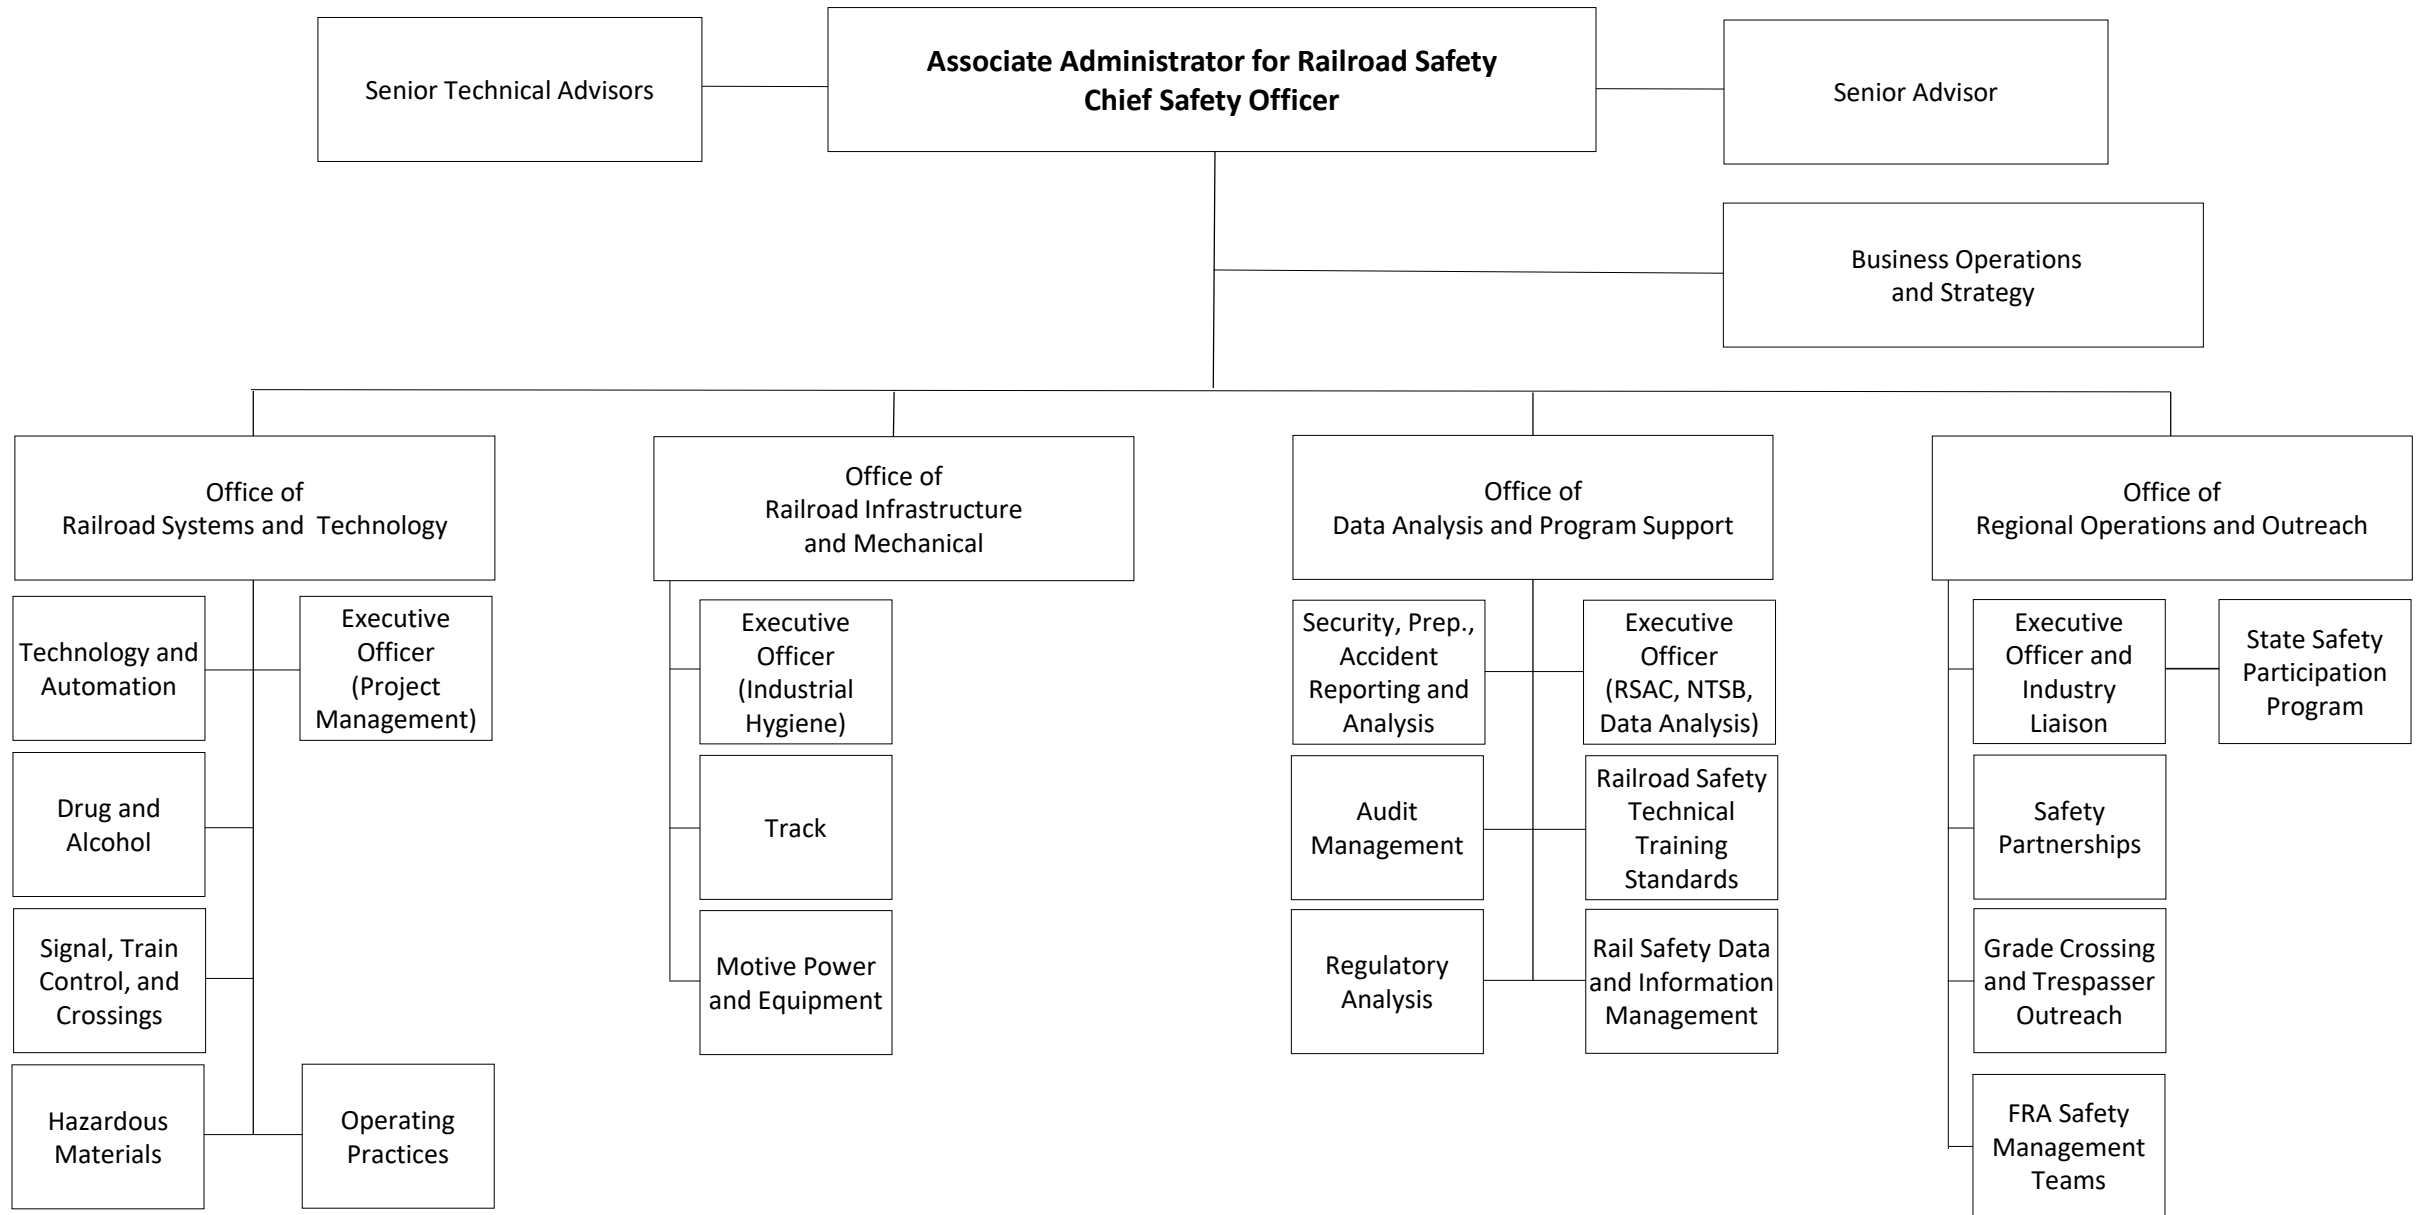 Senior Technical Advisors
Associate Administrator for Railroad Safety
Chief Safety Officer
Senior Advisor
Business Operations
and Strategy
Office of
Railroad Systems and  Technology
Office of
Railroad Infrastructure
and Mechanical
Office of
Data Analysis and Program Support
Office of
Regional Operations and Outreach
Technology and
Automation
Executive
Officer
(Project
Management)
Drug and
Alcohol
Signal, Train
Control, and
Crossings
Hazardous
Materials
Operating
Practices
Executive
Officer
(Industrial
Hygiene)
Track
Motive Power
and Equipment
Security, Prep.,
Accident
Reporting and
Analysis
Executive
Officer
(RSAC, NTSB,
Data Analysis)
Audit
Management
Railroad Safety
Technical
Training
Standards
Regulatory
Analysis
Rail Safety Data
and Information
Management
Executive
Officer and
Industry
Liaison
State Safety
Participation
Program
Safety
Partnerships
Grade Crossing
and Trespasser
Outreach
FRA Safety
Management
Teams